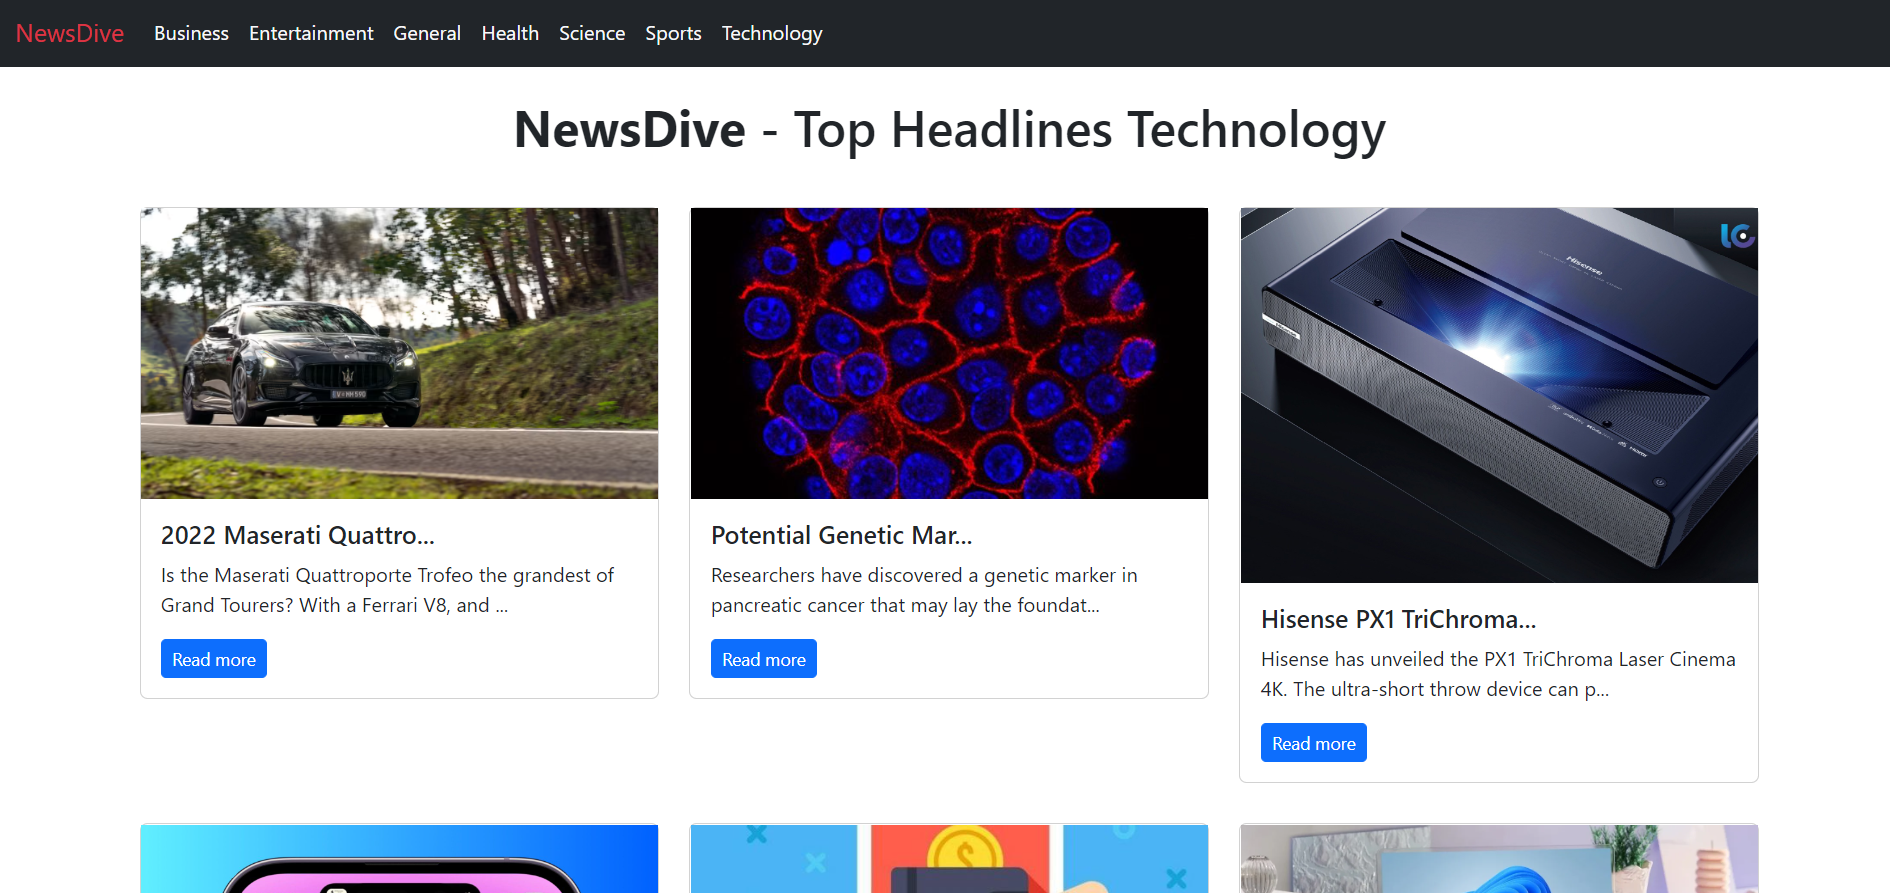 NewsDive Business Entertainment General Health Science Sports Technology
NewsDive - Top Headlines Technology
2022 Maserati Quattro...
Is the Maserati Quattroporte Trofeo the grandest of
Grand Tourers? With a Ferrari V8, and ...
Read more
Potential Genetic Mar...
Researchers have discovered a genetic marker in
pancreatic cancer that may lay the foundat...
Read more
Hisense
Hisense PX1 TriChroma...
Hisense has unveiled the PX1 TriChroma Laser Cinema
4K. The ultra-short throw device can p...
Read more